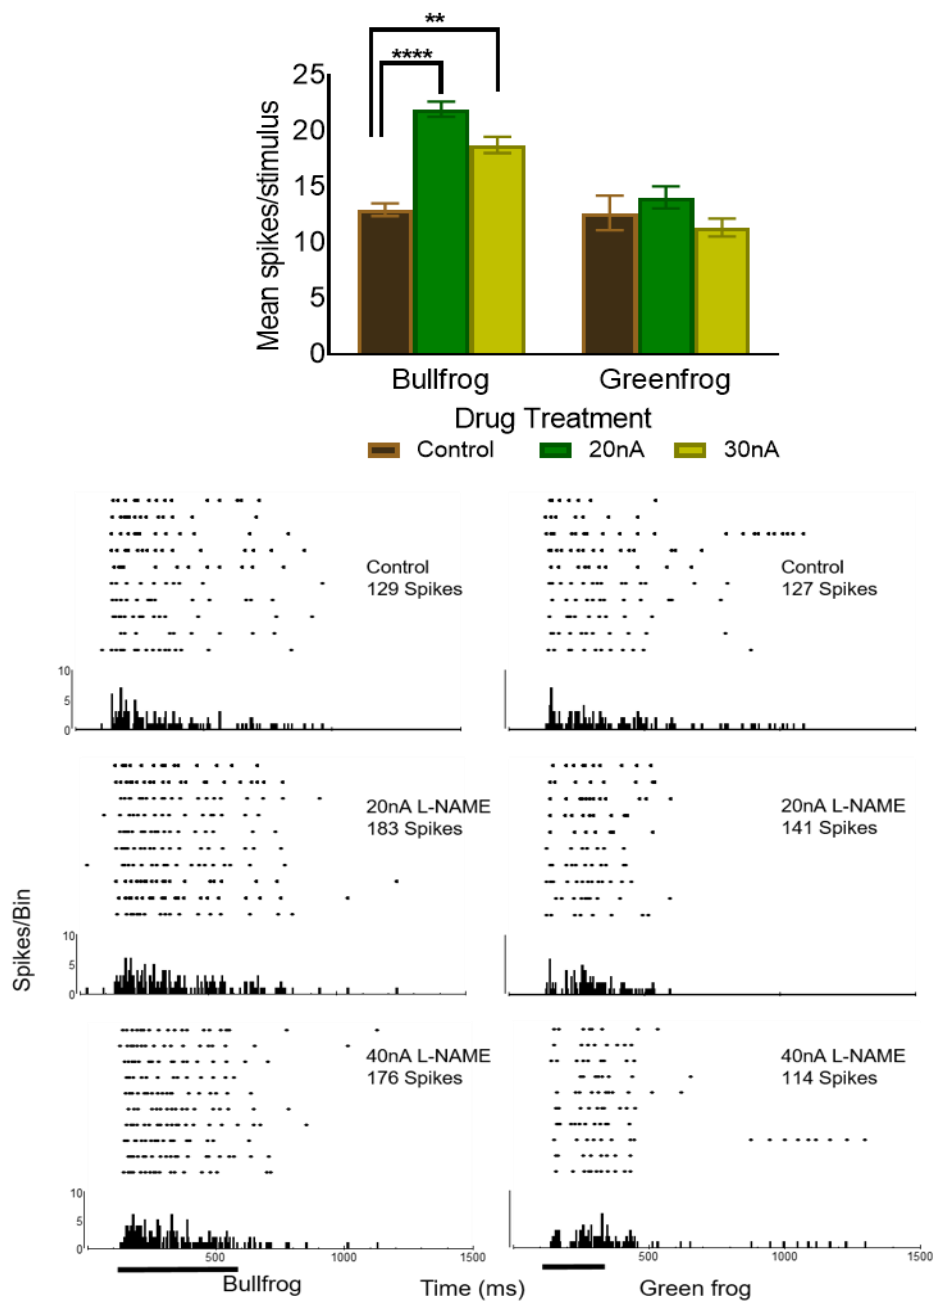 **
****
Mean spikes/stimulus
25
20
15
10
5
0
Bullfrog
Greenfrog
Drug Treatment
Control
20nA
30nA
Control
129 Spikes
Control
127 Spikes
10
5
0
20nA L-NAME
183 Spikes
20nA L-NAME
141 Spikes
Spikes/Bin
10
5
0
500
1000
40nA L-NAME
176 Spikes
40nA L-NAME
114 Spikes
10
5
0
500
1000
1500
500
1000
1500
Bullfrog
Time (ms)
Green frog